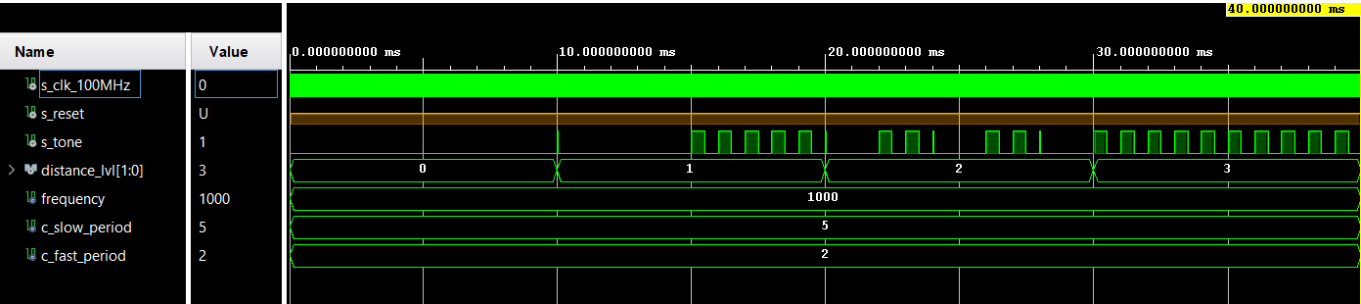 40.000000000 ms
Name Value
0.000000000 ms 10.000000000 ms 20.000000000 ms 30.000000000 ms
s_clk_100MHz 0
s_reset U
s_tone 1
distance_lvl[1:0] 3 0 1 2 3
frequency 1000 1000
c_slow_period 5 5
c_fast_period 2 2